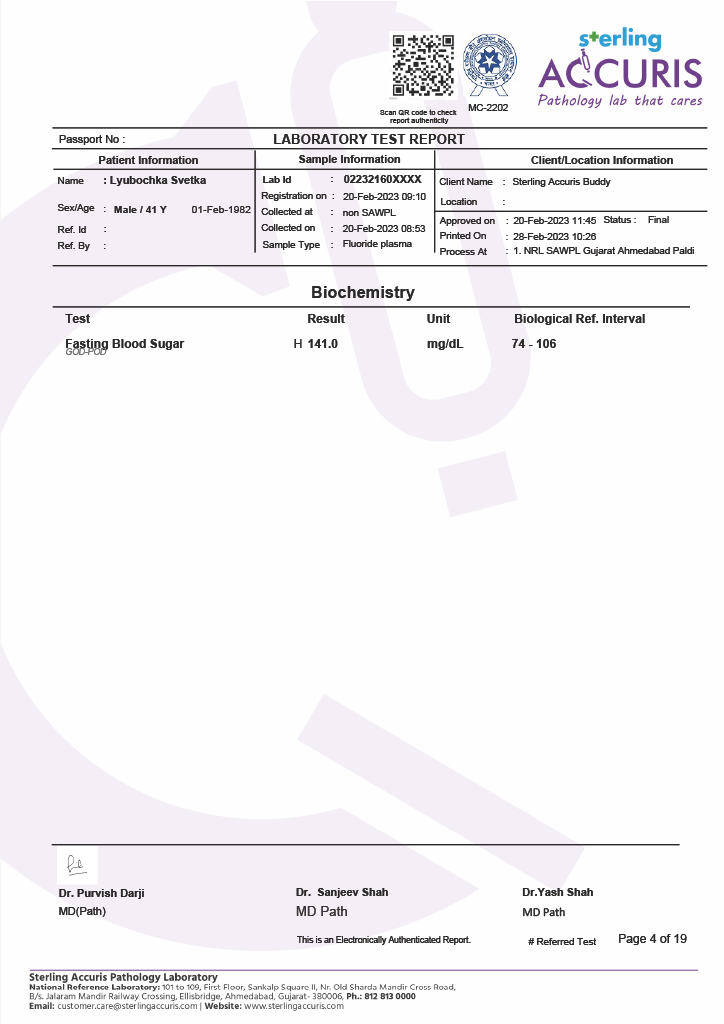 sterling
ACCURIS
Pathology lab that cares
Scan QR code to check
report authenticity
MC-2202
Passport No :
LABORATORY TEST REPORT
Patient Information
Sample Information
Client/Location Information
Name : Lyubochka Svetka
Lab Id : 02232160XXXX
Client Name : Sterling Accuris Buddy
Registration on : 20-Feb-2023 09:10
Location :
Sex/Age : Male / 41 Y 01-Feb-1982
Collected at : non SAWPL
Approved on : 20-Feb-2023 11:45 Status : Final
Ref. Id :
Collected on : 20-Feb-2023 08:53
Printed On : 28-Feb-2023 10:26
Ref. By :
Sample Type : Fluoride plasma
Process At : 1. NRL SAWPL Gujarat Ahmedabad Paldi
Biochemistry
Test Result Unit Biological Ref. Interval
Fasting Blood Sugar H 141.0 mg/dL 74 - 106
GOD-POD
Dr. Purvish Darji
MD(Path)
Dr. Sanjeev Shah
MD Path
Dr.Yash Shah
MD Path
This is an Electronically Authenticated Report.
# Referred Test
Page 4 of 19
Sterling Accuris Pathology Laboratory
National Reference Laboratory: 101 to 109, First Floor, Sankalp Square II, Nr. Old Sharda Mandir Cross Road,
B/s. Jalaram Mandir Railway Crossing, Ellisbridge, Ahmedabad, Gujarat- 380006, Ph.: 812 813 0000
Email: customer.care@sterlingaccuris.com | Website: www.sterlingaccuris.com